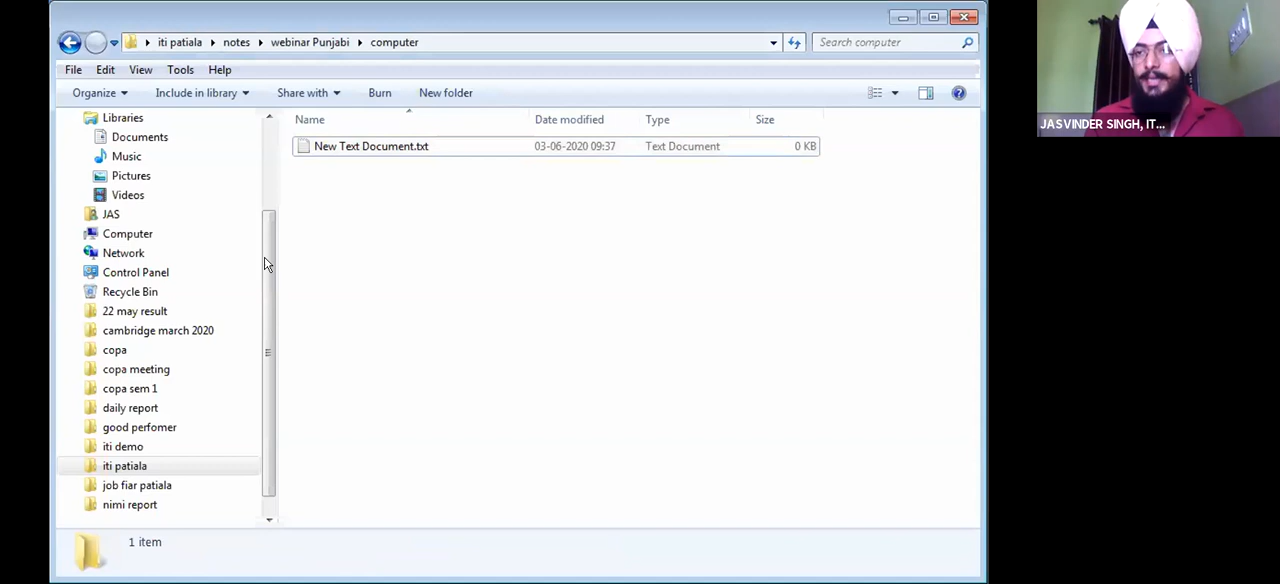 iti patiala notes webinar Punjabi computer Search computer
File Edit View Tools Help
Organize Include in library Share with Burn New folder
Libraries
Documents
Music
Pictures
Videos
JAS
Computer
Network
Control Panel
Recycle Bin
22 may result
cambridge march 2020
copa
copa meeting
copa sem 1
daily report
good perfomer
iti demo
iti patiala
job fiar patiala
nimi report
Name Date modified Type Size
New Text Document.txt 03-06-2020 09:37 Text Document 0 KB
1 item
JASVINDER SINGH, IT...